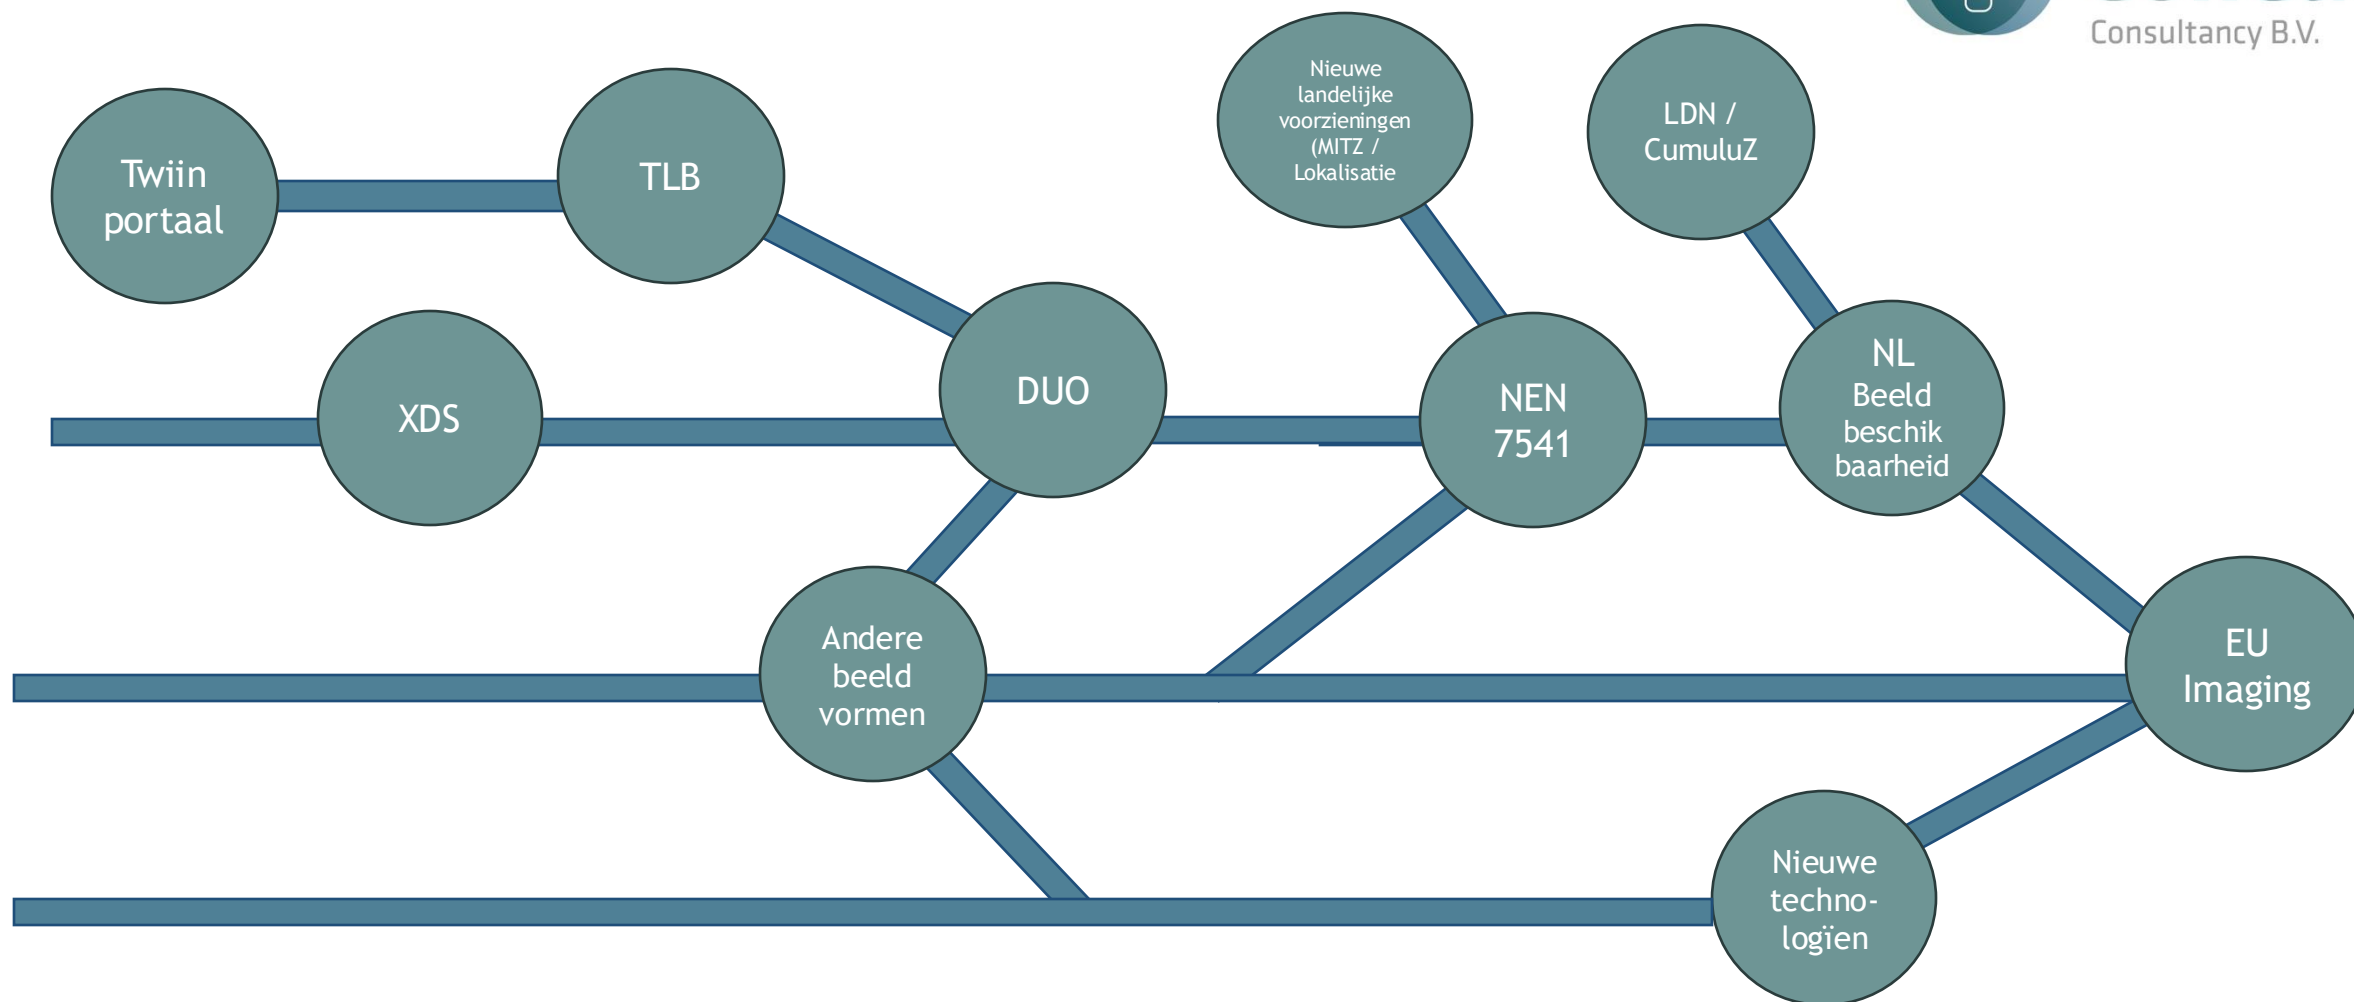 Consultancy B.V.
Twiin
portaal
TLB
Nieuwe
landelijke
voorzieningen
(MITZ /
Lokalisatie
LDN /
CumuluZ
XDS
DUO
NEN
7541
NL
Beeld
beschik
baarheid
Andere
beeld
vormen
EU
Imaging
Nieuwe
techno-
logïen